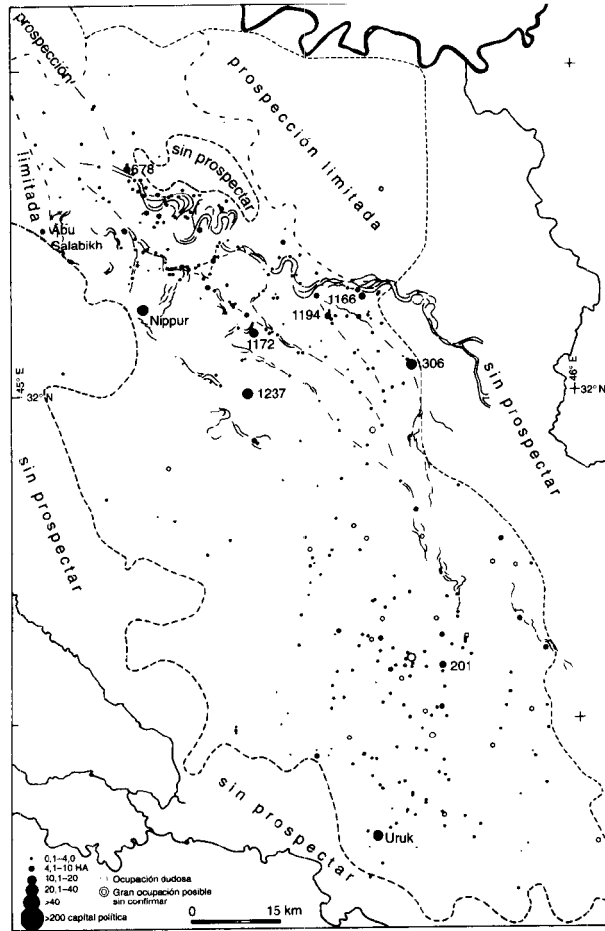 prospección
limitada
prospección limitada
sin prospectar
678
Abu
Salabikh
Nippur
1166
1194
1172
306
1237
45° E
32° N
46° E
32° N
sin prospectar
sin prospectar
201
sin prospectar
Uruk
0,1–4,0
4,1–10 HA
10,1–20
20,1–40
>40
>200 capital política
Ocupación dudosa
Gran ocupación posible
sin confirmar
0 15 km